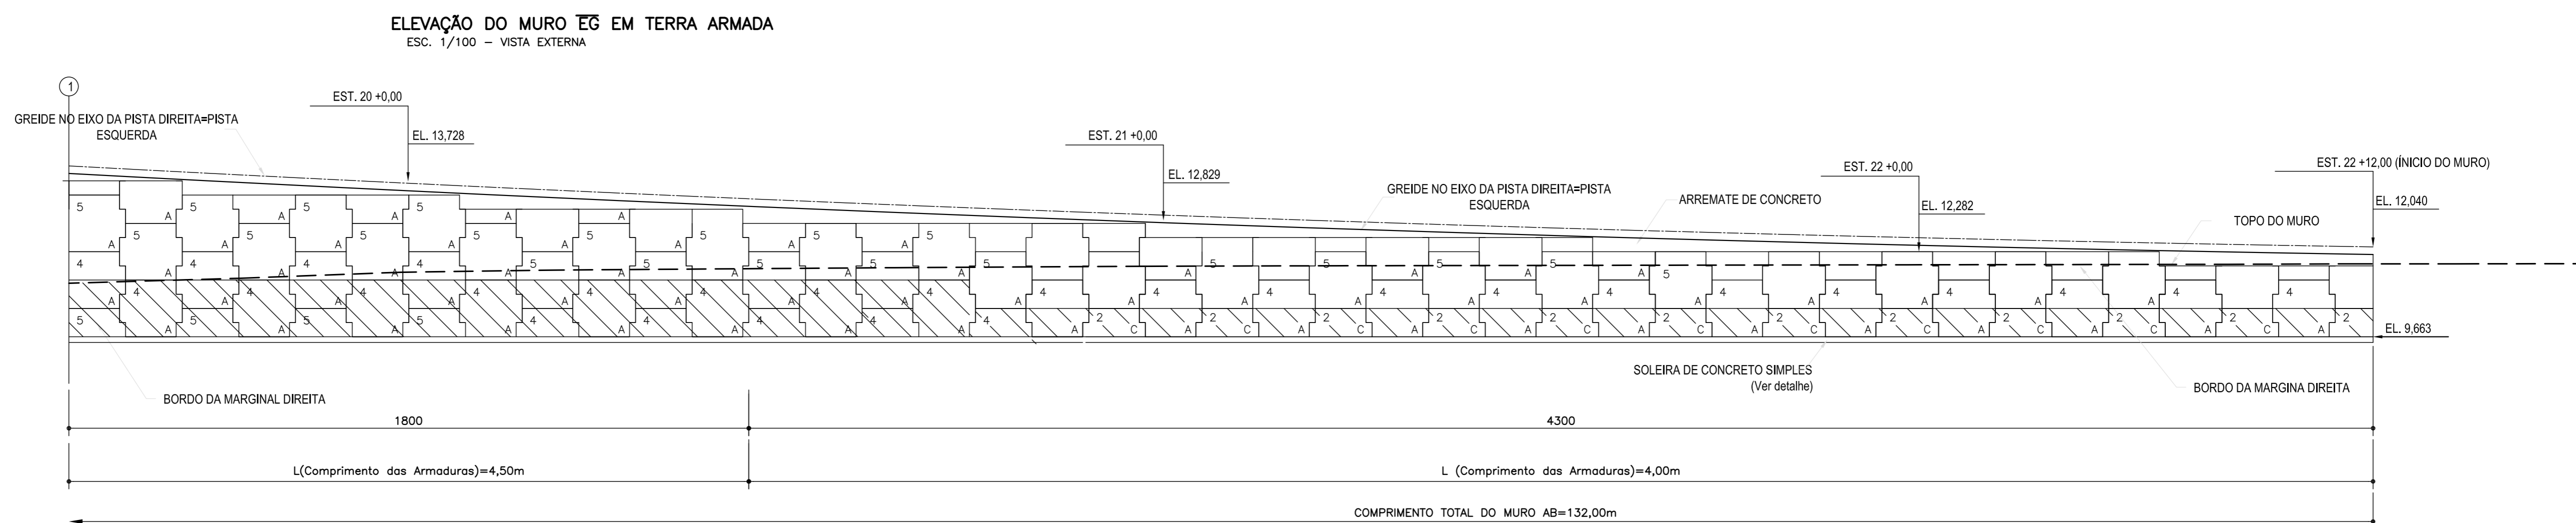 ELEVAÇÃO DO MURO EG EM TERRA ARMADA
ESC. 1/100 – VISTA EXTERNA
1
GREIDE NO EIXO DA PISTA DIREITA=PISTA
ESQUERDA
EST. 20 +0,00
EL. 13,728
EST. 21 +0,00
EL. 12,829
GREIDE NO EIXO DA PISTA DIREITA=PISTA
ESQUERDA
ARREMATE DE CONCRETO
EST. 22 +0,00
EL. 12,282
EST. 22 +12,00 (ÍNICIO DO MURO)
EL. 12,040
TOPO DO MURO
EL. 9,663
SOLEIRA DE CONCRETO SIMPLES
(Ver detalhe)
BORDO DA MARGINAL DIREITA
BORDO DA MARGINA DIREITA
1800
4300
L(Comprimento das Armaduras)=4,50m
L (Comprimento das Armaduras)=4,00m
COMPRIMENTO TOTAL DO MURO AB=132,00m